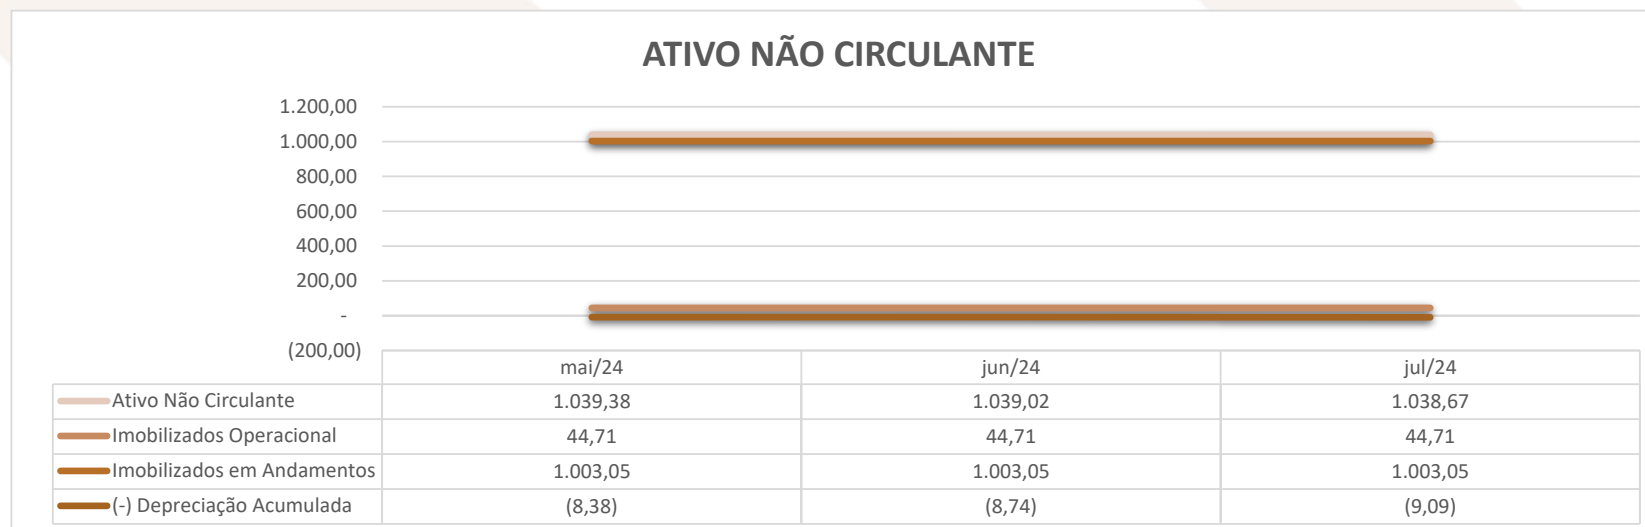 ATIVO NÃO CIRCULANTE
1.200,00
1.000,00
800,00
600,00
400,00
200,00
-
(200,00)
mai/24 jun/24 jul/24
Ativo Não Circulante 1.039,38 1.039,02 1.038,67
Imobilizados Operacional 44,71 44,71 44,71
Imobilizados em Andamentos 1.003,05 1.003,05 1.003,05
(-) Depreciação Acumulada (8,38) (8,74) (9,09)